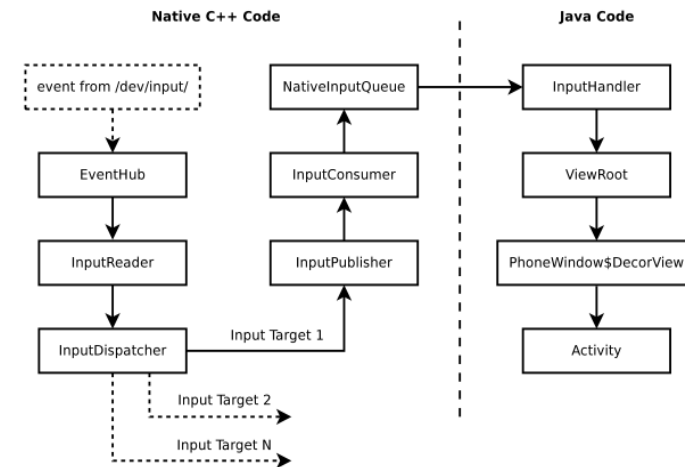 Native C++ Code
Java Code
event from /dev/input/
NativeInputQueue
InputHandler
EventHub
InputConsumer
ViewRoot
InputReader
InputPublisher
PhoneWindow$DecorView
InputDispatcher
Input Target 1
Activity
Input Target 2
Input Target N